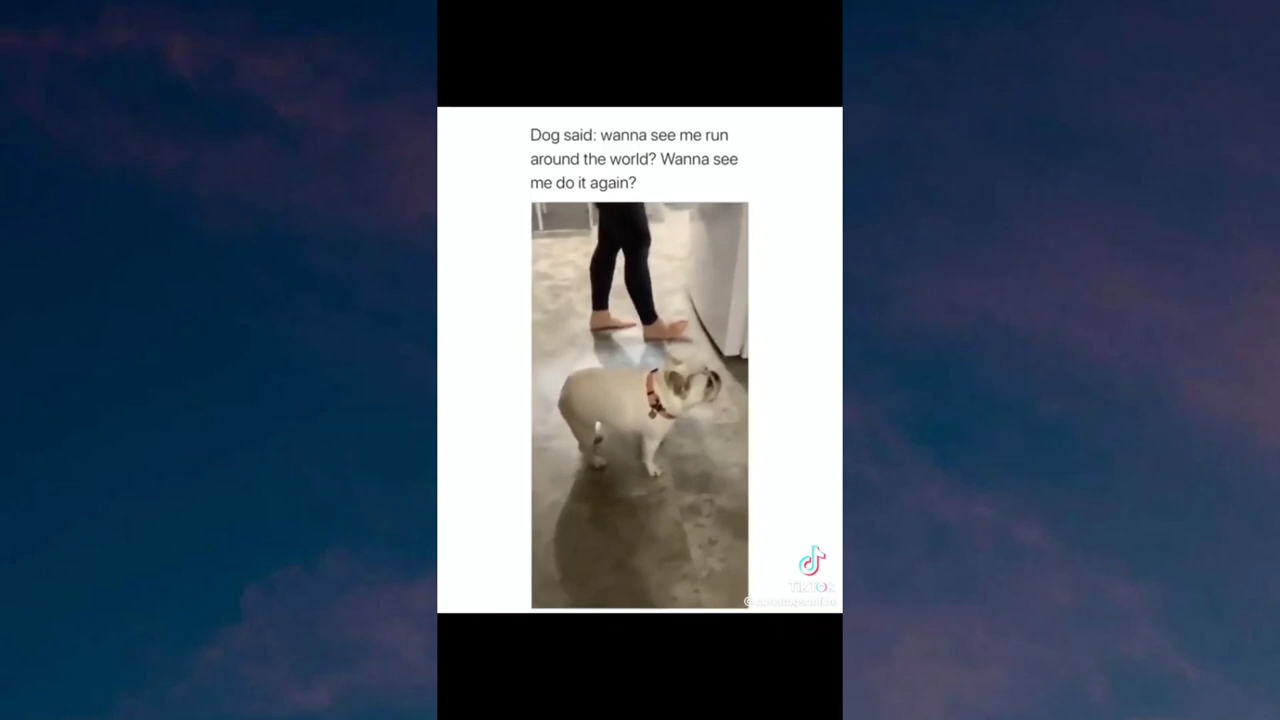 Dog said: wanna see me run
around the world? Wanna see
me do it again?
TikTok